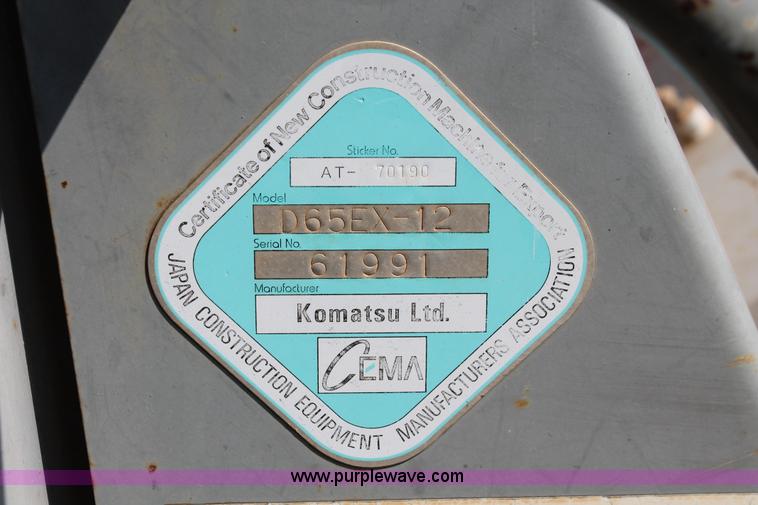 Certificate of New Construction Machine for Export
Sticker No.
AT- 70190
Model
D65EX-12
Serial No.
61991
Manufacturer
Komatsu Ltd.
CEMA
JAPAN CONSTRUCTION EQUIPMENT MANUFACTURERS ASSOCIATION
www.purplewave.com